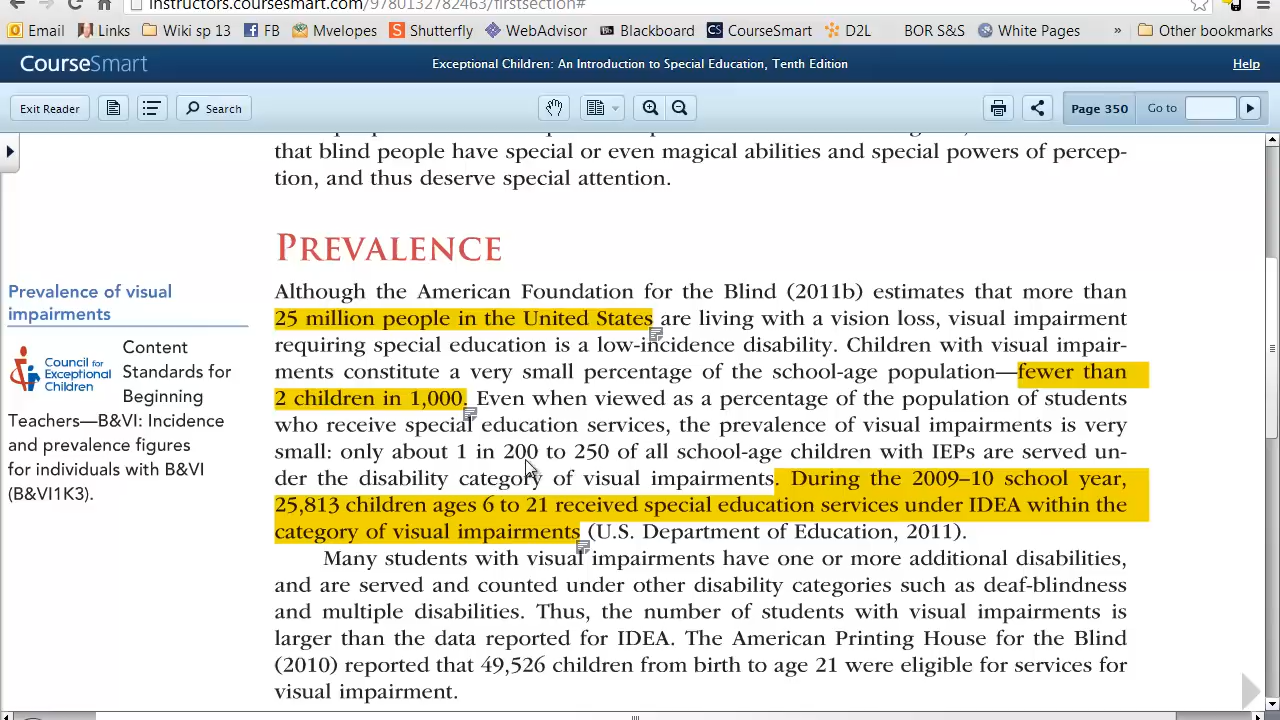 instructors.coursesmart.com/9780132782463/firstsection#
Email Links Wiki sp 13 FB Mvelopes Shutterfly WebAdvisor Blackboard CourseSmart D2L BOR S&S White Pages » Other bookmarks
CourseSmart Exceptional Children: An Introduction to Special Education, Tenth Edition Help
Exit Reader Search Page 350 Go to
that blind people have special or even magical abilities and special powers of percep-
tion, and thus deserve special attention.
PREVALENCE
Prevalence of visual
impairments
Council for
Exceptional
Children
Content
Standards for
Beginning
Teachers—B&VI: Incidence
and prevalence figures
for individuals with B&VI
(B&VI1K3).
Although the American Foundation for the Blind (2011b) estimates that more than
25 million people in the United States are living with a vision loss, visual impairment
requiring special education is a low-incidence disability. Children with visual impair-
ments constitute a very small percentage of the school-age population—fewer than
2 children in 1,000. Even when viewed as a percentage of the population of students
who receive special education services, the prevalence of visual impairments is very
small: only about 1 in 200 to 250 of all school-age children with IEPs are served un-
der the disability category of visual impairments. During the 2009–10 school year,
25,813 children ages 6 to 21 received special education services under IDEA within the
category of visual impairments (U.S. Department of Education, 2011).
Many students with visual impairments have one or more additional disabilities,
and are served and counted under other disability categories such as deaf-blindness
and multiple disabilities. Thus, the number of students with visual impairments is
larger than the data reported for IDEA. The American Printing House for the Blind
(2010) reported that 49,526 children from birth to age 21 were eligible for services for
visual impairment.